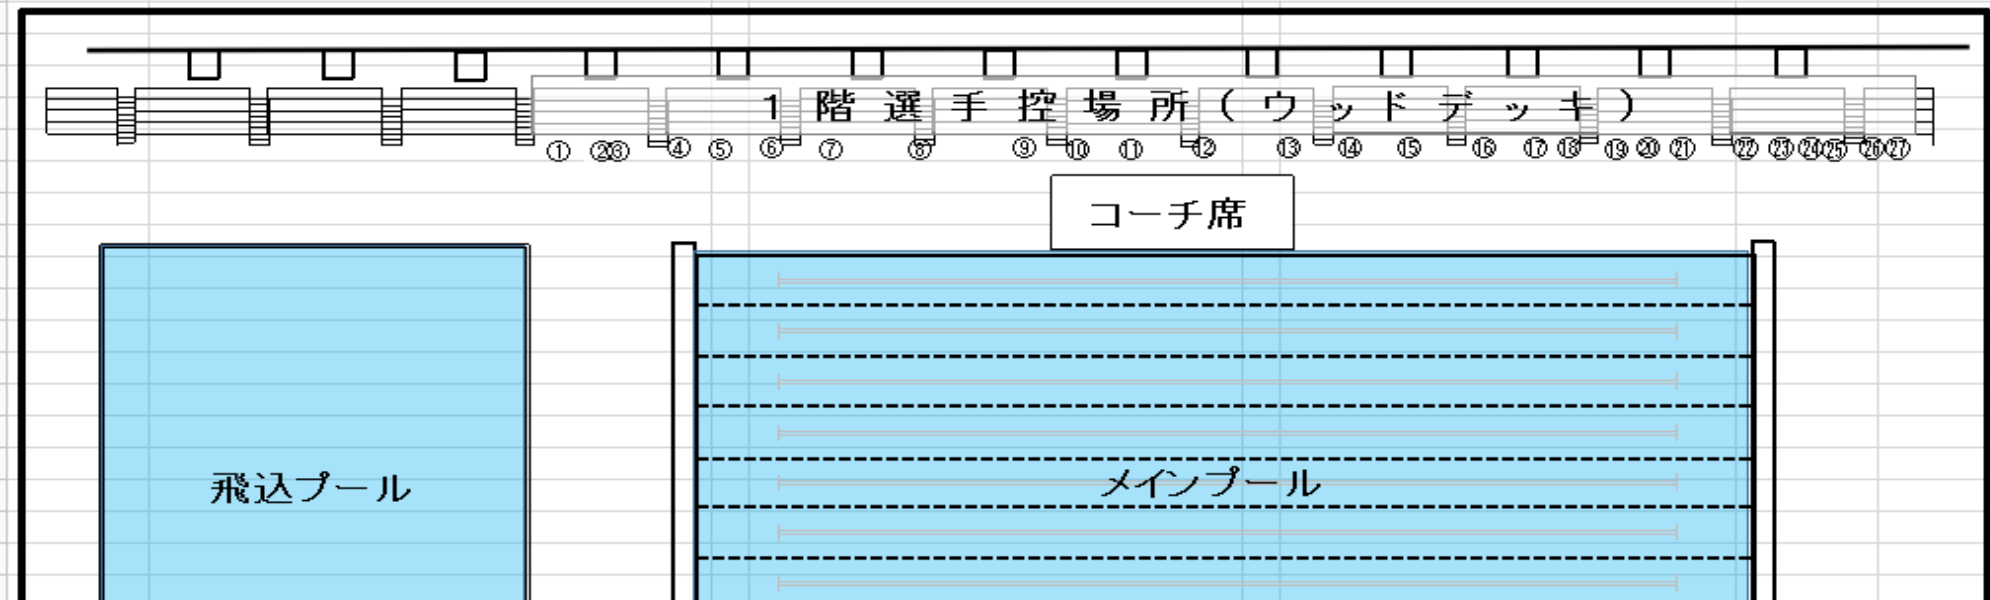 1階選手控場所(ウッドデッキ)
①②③④⑤⑥⑦⑧⑨⑩⑪⑫⑬⑭⑮⑯⑰⑱⑲⑳㉑㉒㉓㉔㉕㉖㉗
コーチ席
飛込プール
メインプール